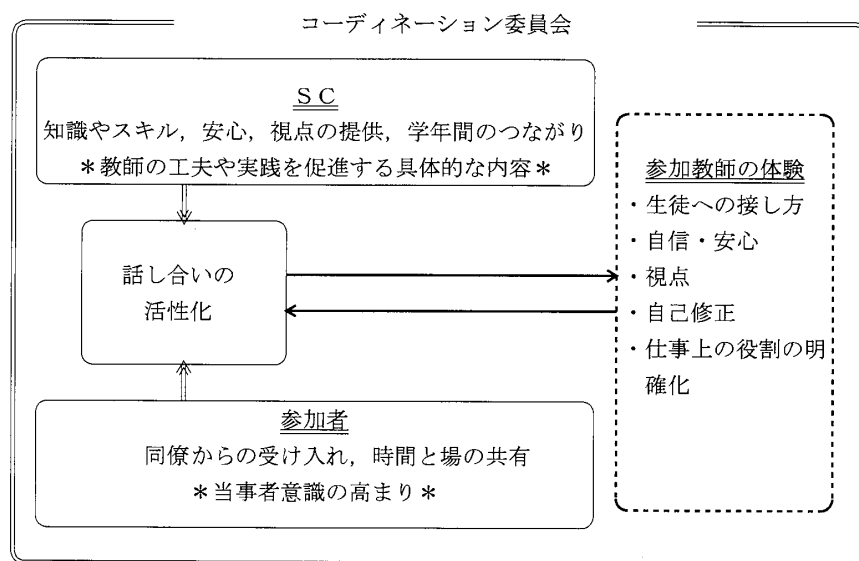 コーディネーション委員会
SC
知識やスキル，安心，視点の提供，学年間のつながり
＊教師の工夫や実践を促進する具体的な内容＊
話し合いの
活性化
参加者
同僚からの受け入れ，時間と場の共有
＊当事者意識の高まり＊
参加教師の体験
・生徒への接し方
・自信・安心
・視点
・自己修正
・仕事上の役割の明
確化